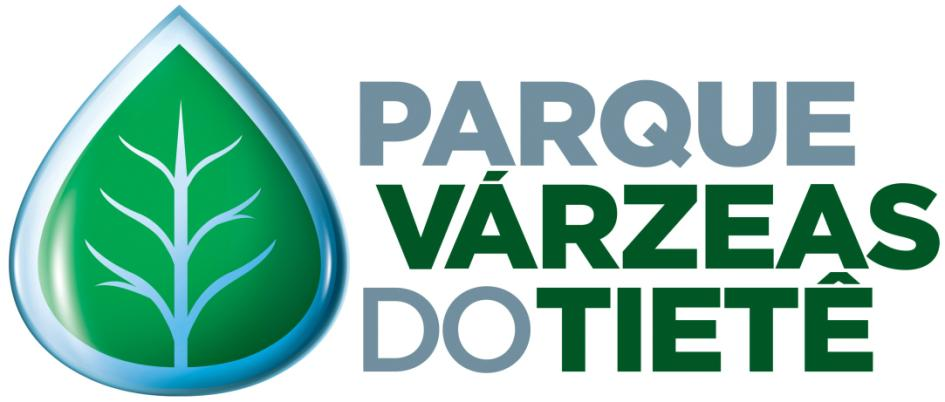 PARQUE
VÁRZEAS
DO TIETÊ